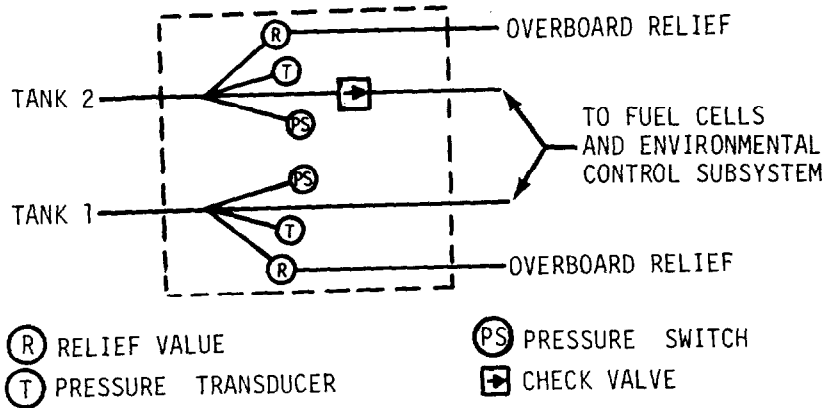 R
OVERBOARD RELIEF
T
TANK 2
PS
TO FUEL CELLS
AND ENVIRONMENTAL
CONTROL SUBSYSTEM
PS
TANK 1
T
R
OVERBOARD RELIEF
R RELIEF VALUE
PS PRESSURE SWITCH
T PRESSURE TRANSDUCER
CHECK VALVE